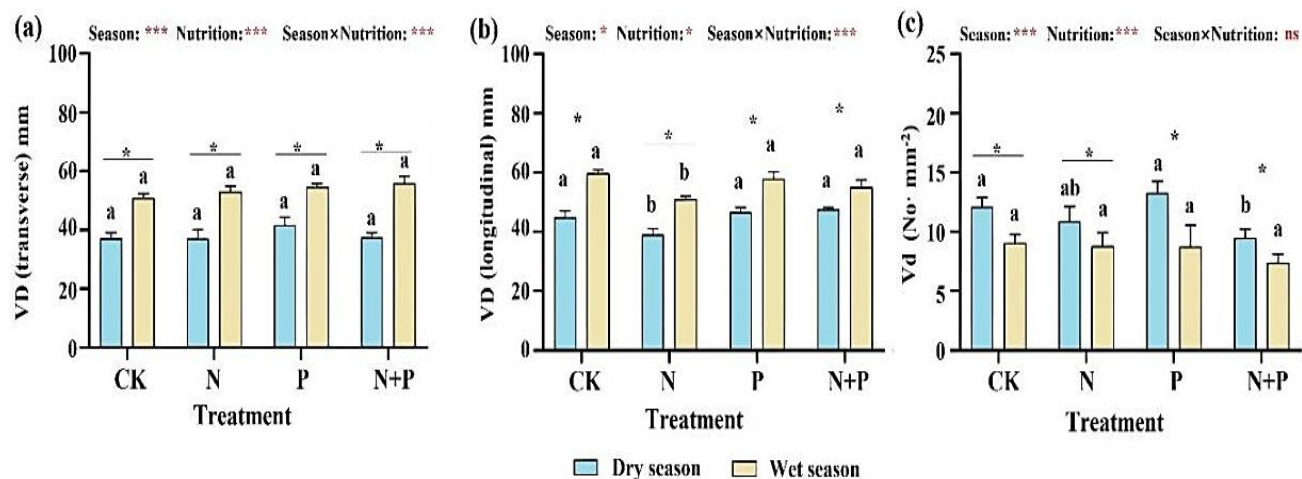 (a)
Season: *** Nutrition: *** Season×Nutrition: ***
VD (transverse) mm
100
80
60
40
20
0
* * * *
a a a a a a a a
CK N P N+P
Treatment
(b)
Season: * Nutrition: * Season×Nutrition: ***
VD (longitudinal) mm
100
80
60
40
20
0
* * * *
a a b b a a a a
CK N P N+P
Treatment
(c)
Season: *** Nutrition: *** Season×Nutrition: ns
Vd (No· mm⁻²)
25
20
15
10
5
0
* * * *
a a ab a a a b a
CK N P N+P
Treatment
Dry season Wet season